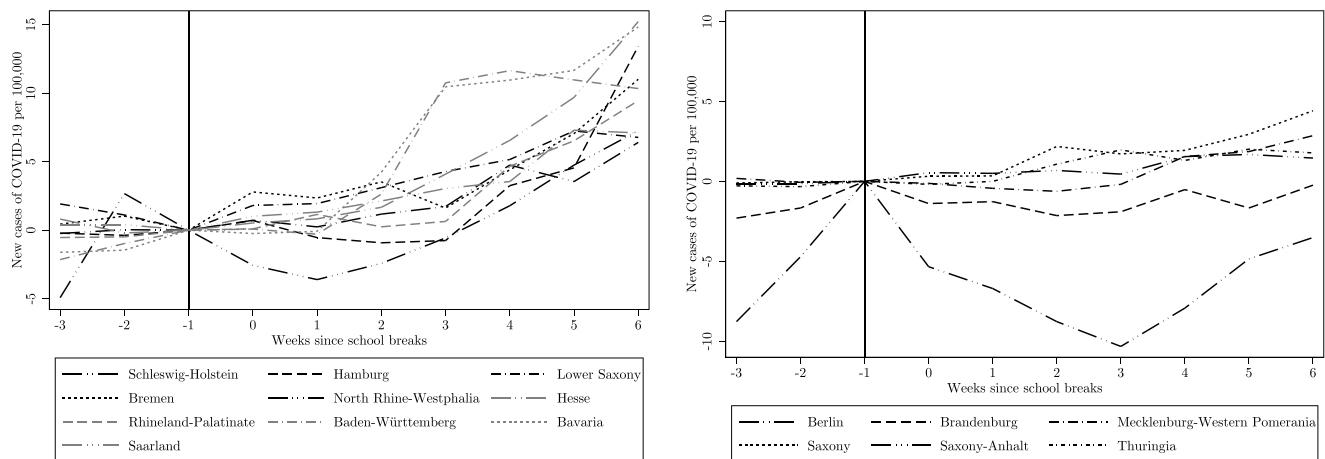 New cases of COVID-19 per 100,000
15
10
5
0
-5
-3 -2 -1 0 1 2 3 4 5 6
Weeks since school breaks
Schleswig-Holstein Hamburg Lower Saxony
Bremen North Rhine-Westphalia Hesse
Rhineland-Palatinate Baden-Württemberg Bavaria
Saarland
New cases of COVID-19 per 100,000
10
5
0
-5
-10
-3 -2 -1 0 1 2 3 4 5 6
Weeks since school breaks
Berlin Brandenburg Mecklenburg-Western Pomerania
Saxony Saxony-Anhalt Thuringia